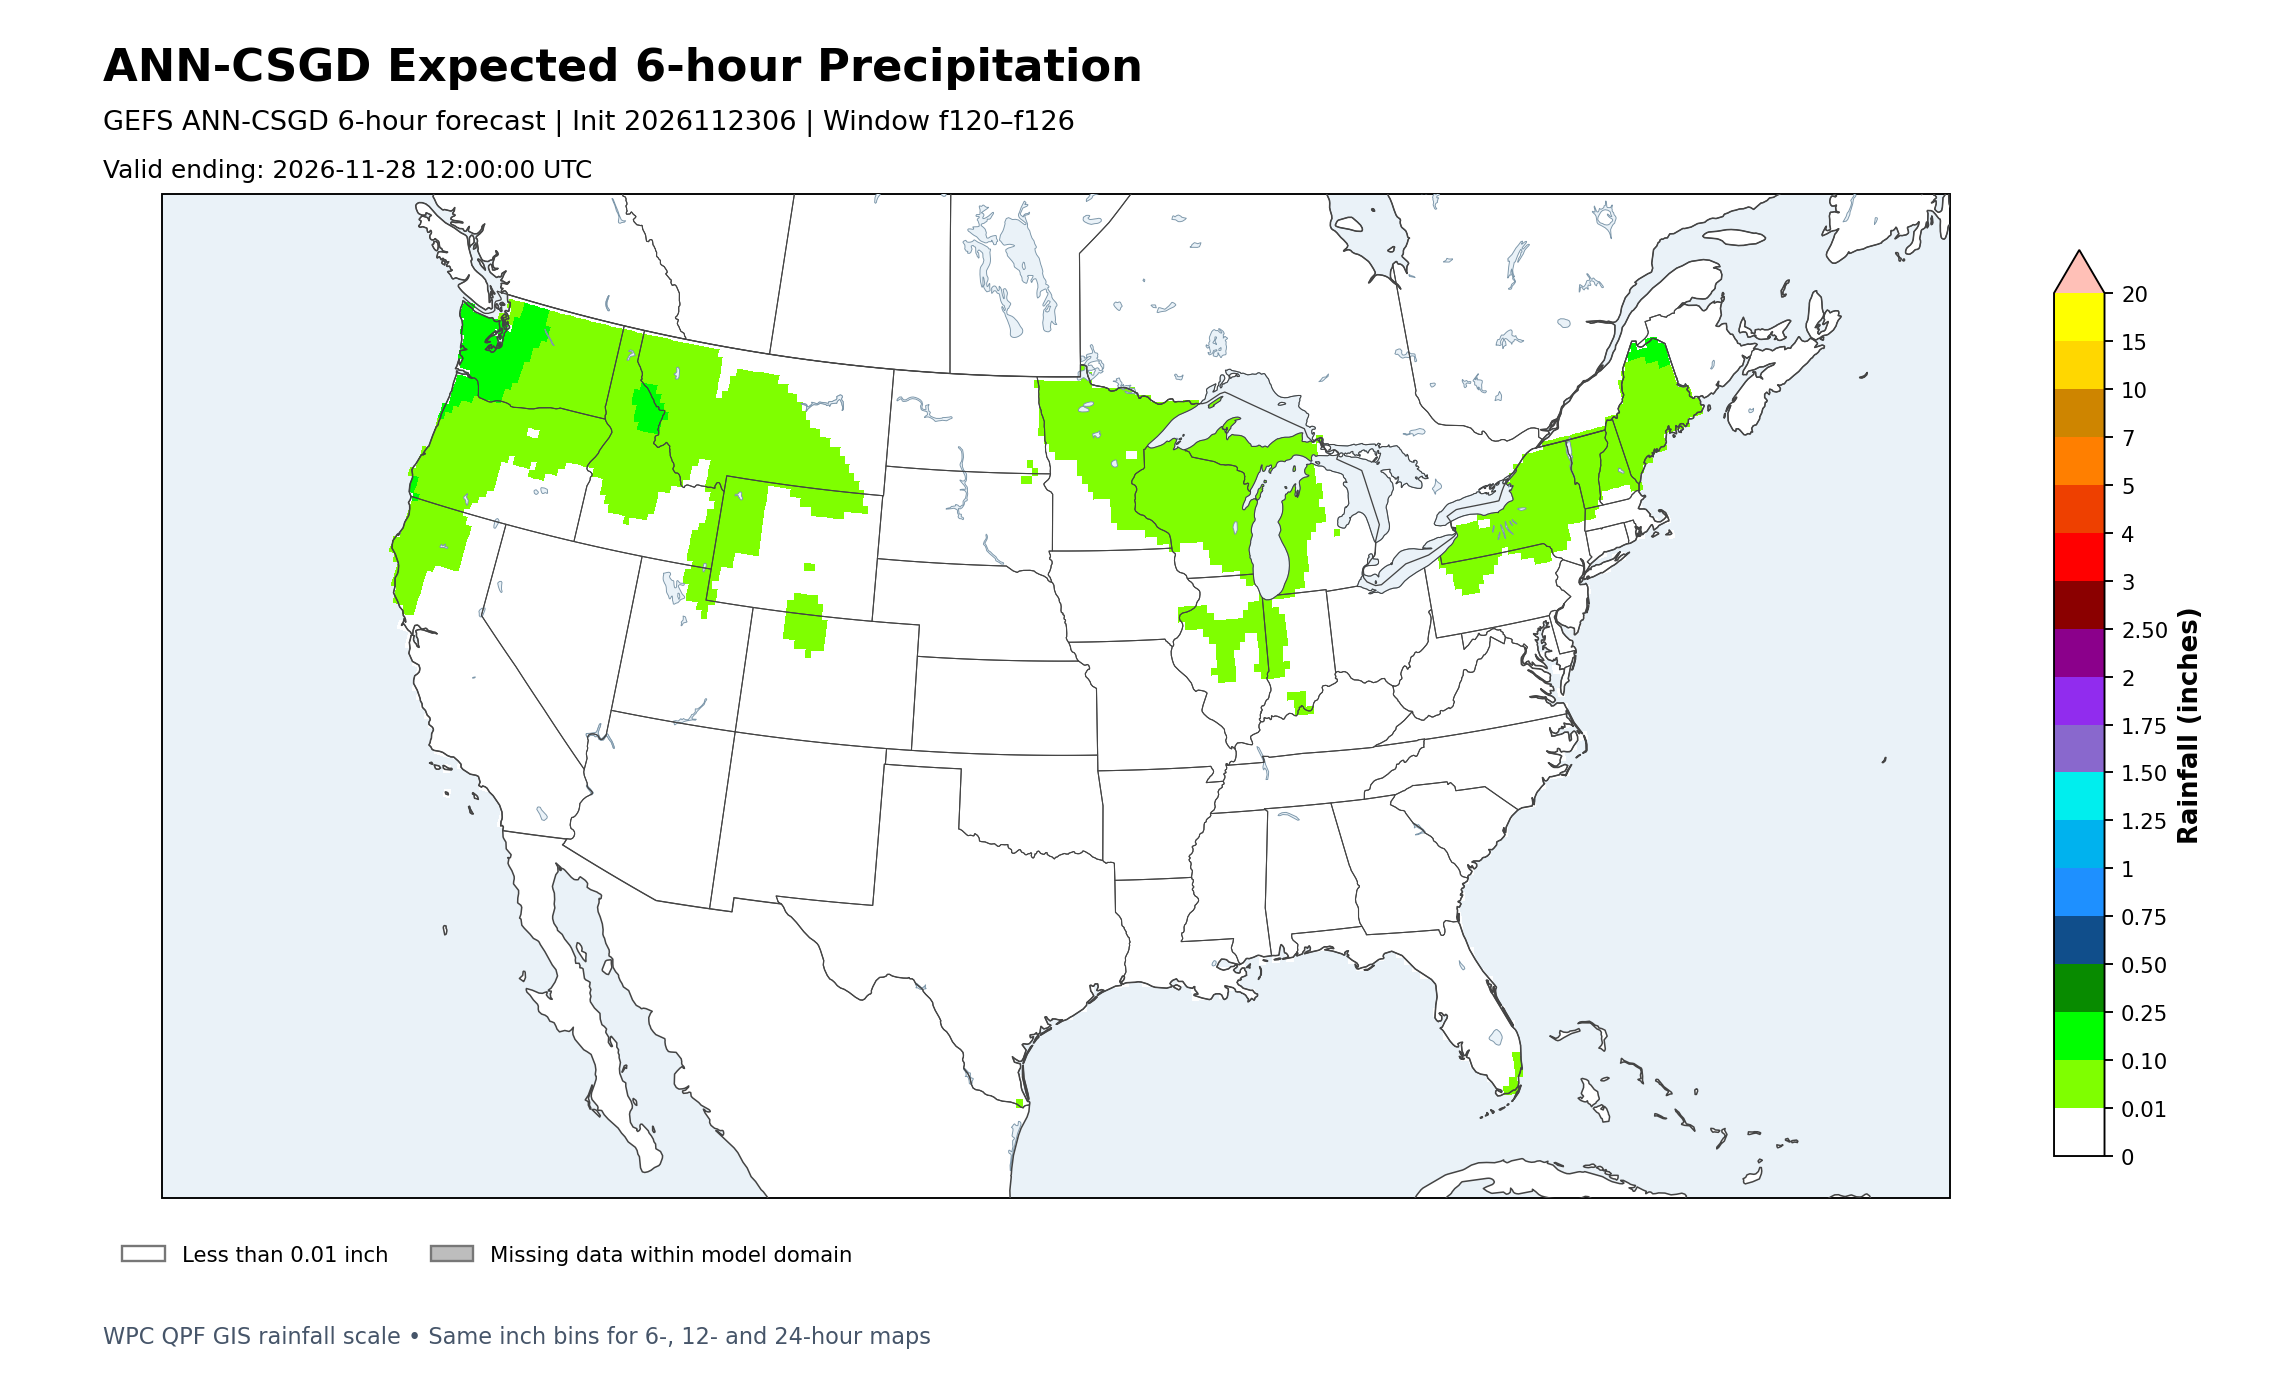 ANN-CSGD Expected 6-hour Precipitation
GEFS ANN-CSGD 6-hour forecast | Init 2026112306 | Window f120–f126
Valid ending: 2026-11-28 12:00:00 UTC
20
15
10
7
5
4
3
2.50
2
1.75
1.50
1.25
1
0.75
0.50
0.25
0.10
0.01
0
Rainfall (inches)
Less than 0.01 inch
Missing data within model domain
WPC QPF GIS rainfall scale • Same inch bins for 6-, 12- and 24-hour maps